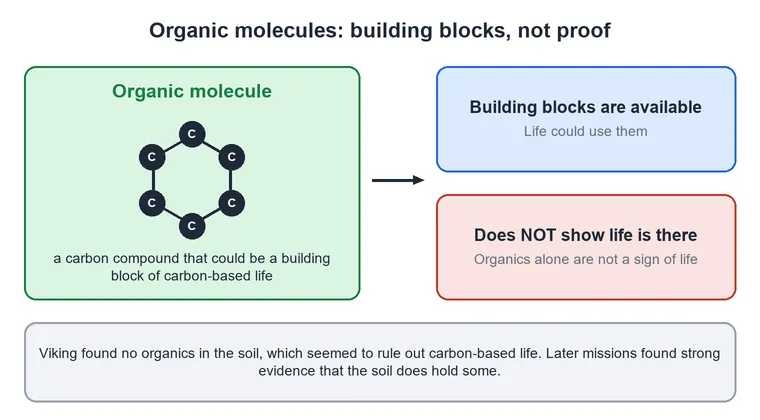 Organic molecules: building blocks, not proof
Organic molecule
C
C
C
C
C
C
a carbon compound that could be a building
block of carbon-based life
Building blocks are available
Life could use them
Does NOT show life is there
Organics alone are not a sign of life
Viking found no organics in the soil, which seemed to rule out carbon-based life. Later missions found strong
evidence that the soil does hold some.